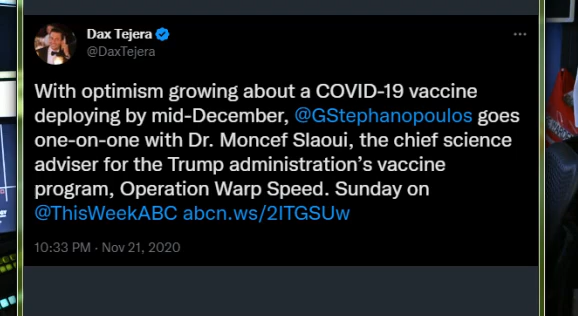 Dax Tejera
@DaxTejera
With optimism growing about a COVID-19 vaccine
deploying by mid-December, @GStephanopoulos goes
one-on-one with Dr. Moncef Slaoui, the chief science
adviser for the Trump administration’s vaccine
program, Operation Warp Speed. Sunday on
@ThisWeekABC abcn.ws/2ITGSUw
10:33 PM · Nov 21, 2020